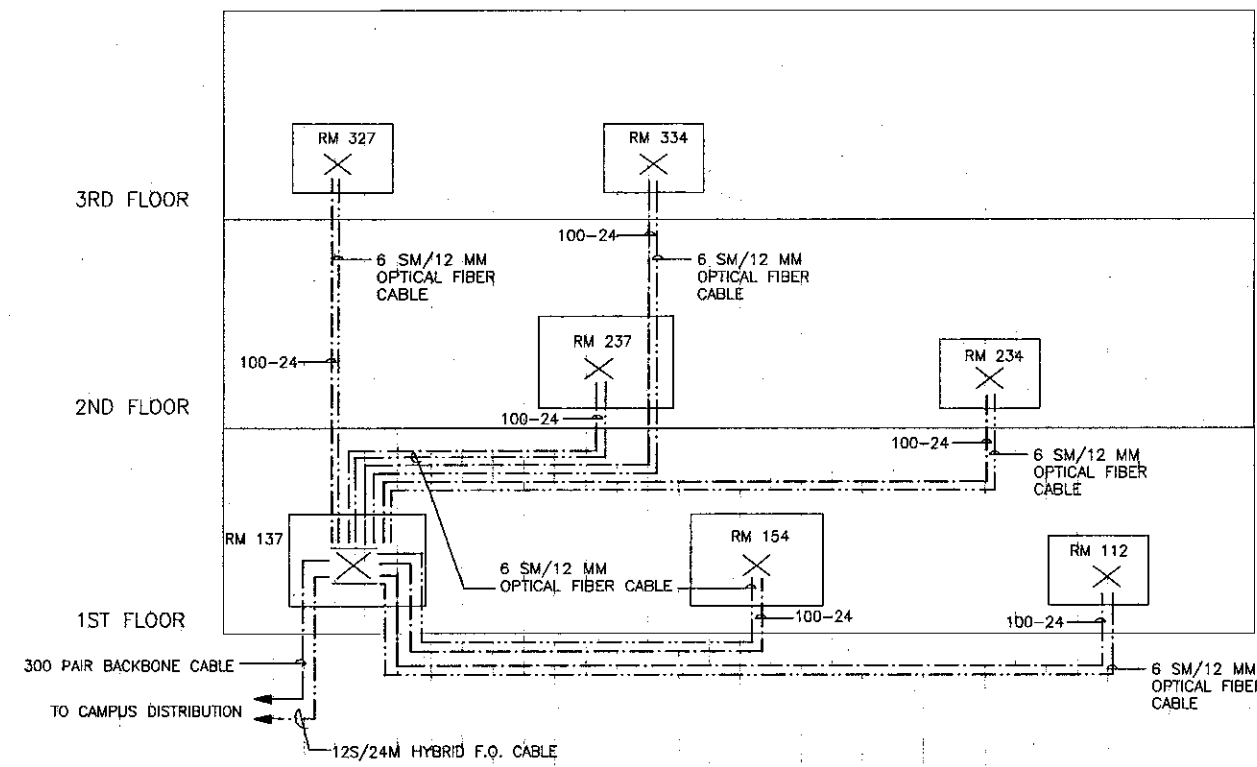 RM 327
RM 334
3RD FLOOR
100-24
6 SM/12 MM
OPTICAL FIBER
CABLE
6 SM/12 MM
OPTICAL FIBER
CABLE
RM 237
RM 234
100-24
2ND FLOOR
100-24
100-24
6 SM/12 MM
OPTICAL FIBER
CABLE
RM 137
RM 154
RM 112
6 SM/12 MM
OPTICAL FIBER CABLE
1ST FLOOR
100-24
100-24
300 PAIR BACKBONE CABLE
6 SM/12 MM
OPTICAL FIBER
CABLE
TO CAMPUS DISTRIBUTION
12S/24M HYBRID F.O. CABLE